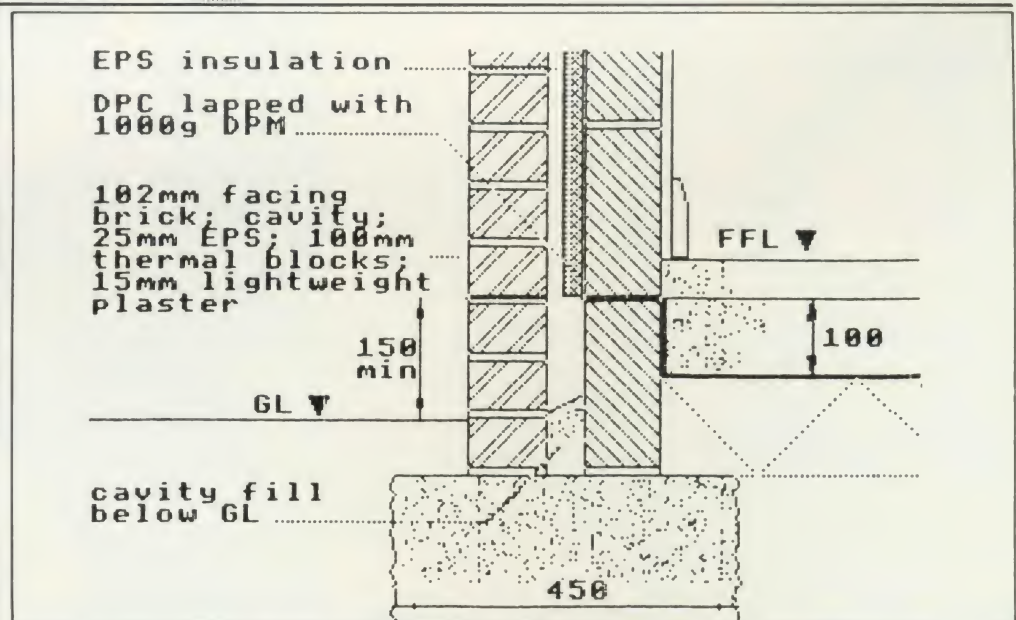 EPS insulation
DPC lapped with
1000g DPM
102mm facing
brick; cavity;
25mm EPS; 100mm
thermal blocks;
15mm lightweight
plaster
FFL
150
min
100
GL
cavity fill
below GL
450